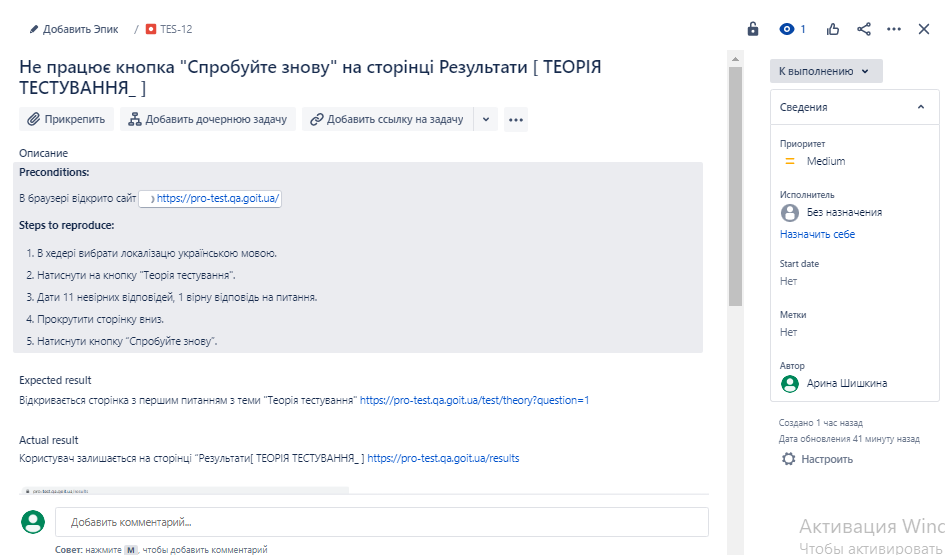 Добавить Эпик / TES-12
1
Не працює кнопка "Спробуйте знову" на сторінці Результати [ ТЕОРІЯ
ТЕСТУВАННЯ_ ]
Прикрепить
Добавить дочернюю задачу
Добавить ссылку на задачу
Описание
Preconditions:
В браузері відкрито сайт https://pro-test.qa.goit.ua/
Steps to reproduce:
1. В хедері вибрати локалізацю українською мовою.
2. Натиснути на кнопку "Теорія тестування".
3. Дати 11 невірних відповідей, 1 вірну відповідь на питання.
4. Прокрутити сторінку вниз.
5. Натиснути кнопку "Спробуйте знову".
Expected result
Відкривається сторінка з першим питанням з теми "Теорія тестування" https://pro-test.qa.goit.ua/test/theory?question=1
Actual result
Користувач залишається на сторінці "Результати[ ТЕОРІЯ ТЕСТУВАННЯ_ ] https://pro-test.qa.goit.ua/results
pro-test.qa.goit.ua/results
Добавить комментарий...
Совет: нажмите M, чтобы добавить комментарий
К выполнению
Сведения
Приоритет
Medium
Исполнитель
Без назначения
Назначить себе
Start date
Нет
Метки
Нет
Автор
Арина Шишкина
Создано 1 час назад
Дата обновления 41 минуту назад
Настроить
Активация Winc
Чтобы активировать